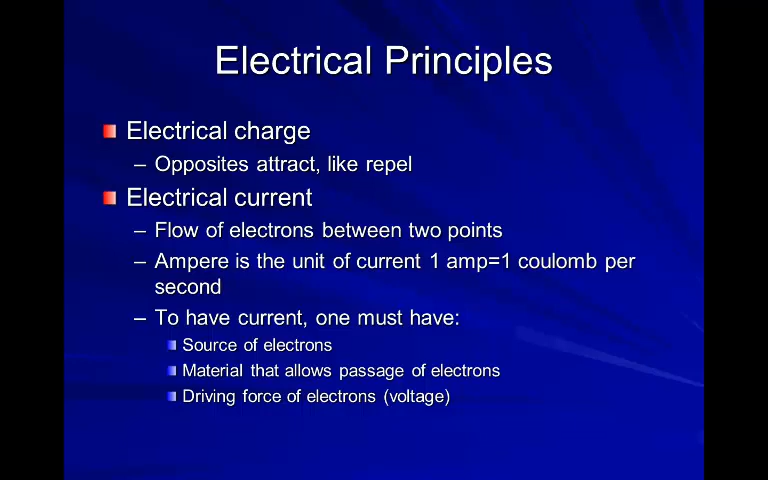 Electrical Principles
Electrical charge
– Opposites attract, like repel
Electrical current
– Flow of electrons between two points
– Ampere is the unit of current 1 amp=1 coulomb per
second
– To have current, one must have:
Source of electrons
Material that allows passage of electrons
Driving force of electrons (voltage)